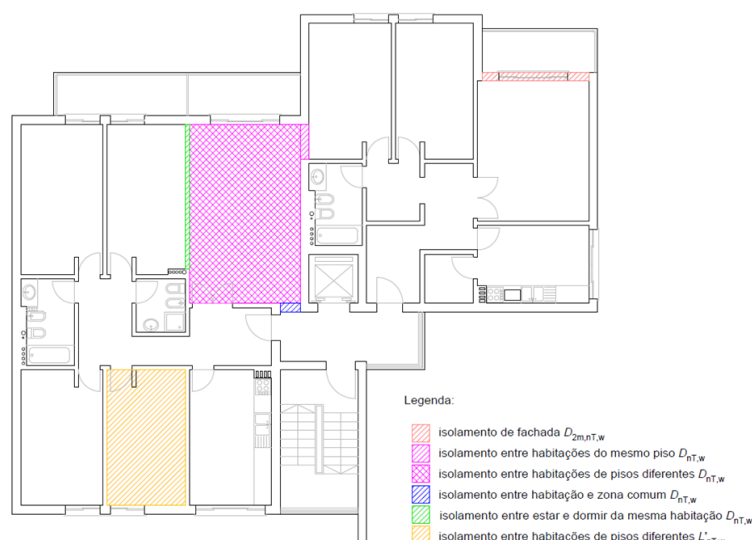 Legenda:
isolamento de fachada D2m,nT,w
isolamento entre habitações do mesmo piso DnT,w
isolamento entre habitações de pisos diferentes DnT,w
isolamento entre habitação e zona comum DnT,w
isolamento entre estar e dormir da mesma habitação DnT,w
isolamento entre habitações de pisos diferentes L'nT,w